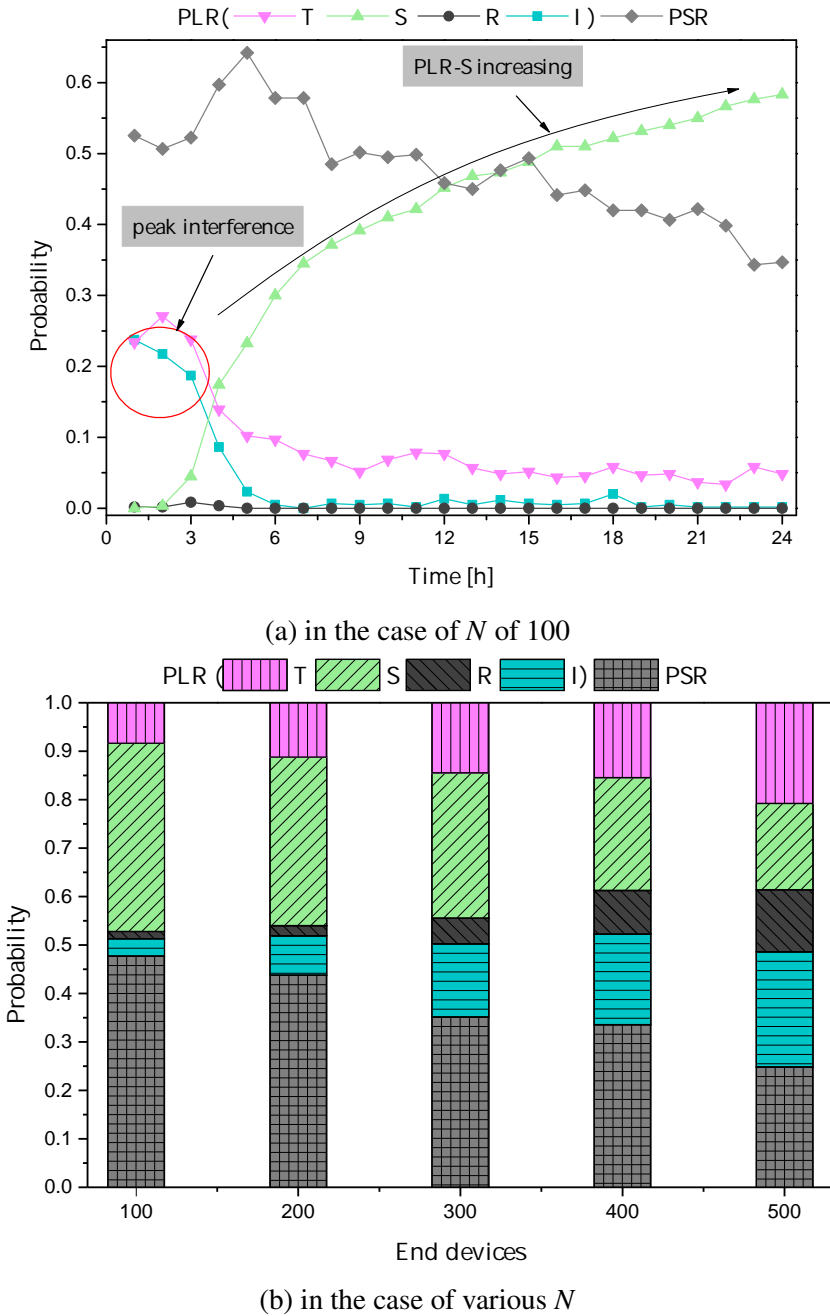 PLR( T S R I) PSR
0.6
0.5
0.4
0.3
0.2
0.1
0.0
Probability
PLR-S increasing
peak interference
0 3 6 9 12 15 18 21 24
Time [h]
(a) in the case of N of 100
PLR ( T S R I) PSR
1.0
0.9
0.8
0.7
0.6
0.5
0.4
0.3
0.2
0.1
0.0
Probability
100 200 300 400 500
End devices
(b) in the case of various N